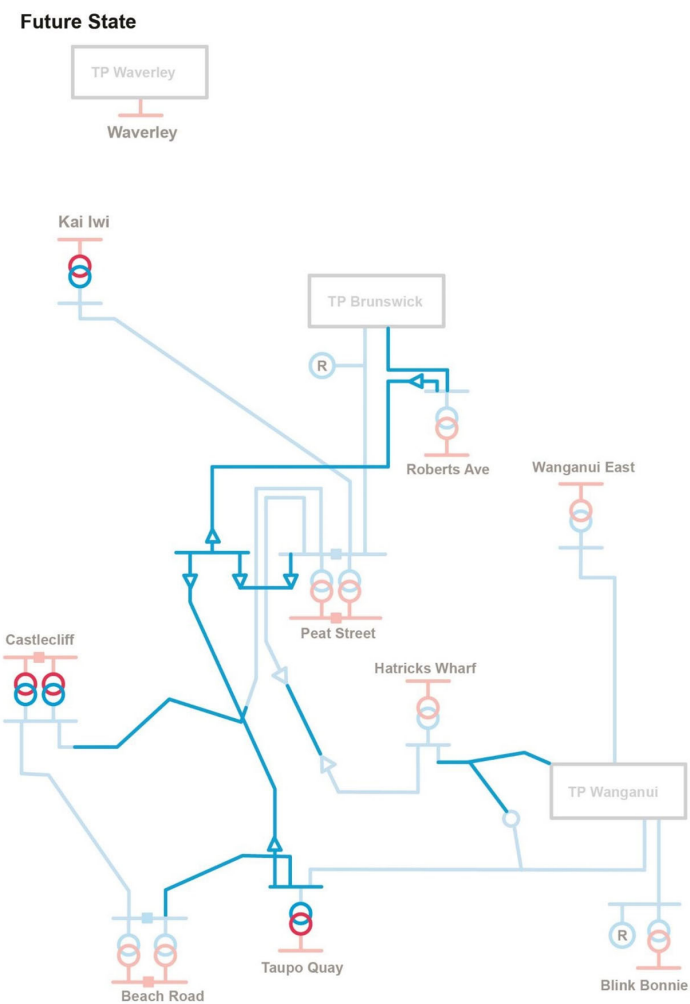 Future State
TP Waverley
Waverley
Kai Iwi
TP Brunswick
R
Roberts Ave
Wanganui East
Peat Street
Castlecliff
Hatricks Wharf
TP Wanganui
R
Taupo Quay
Blink Bonnie
Beach Road